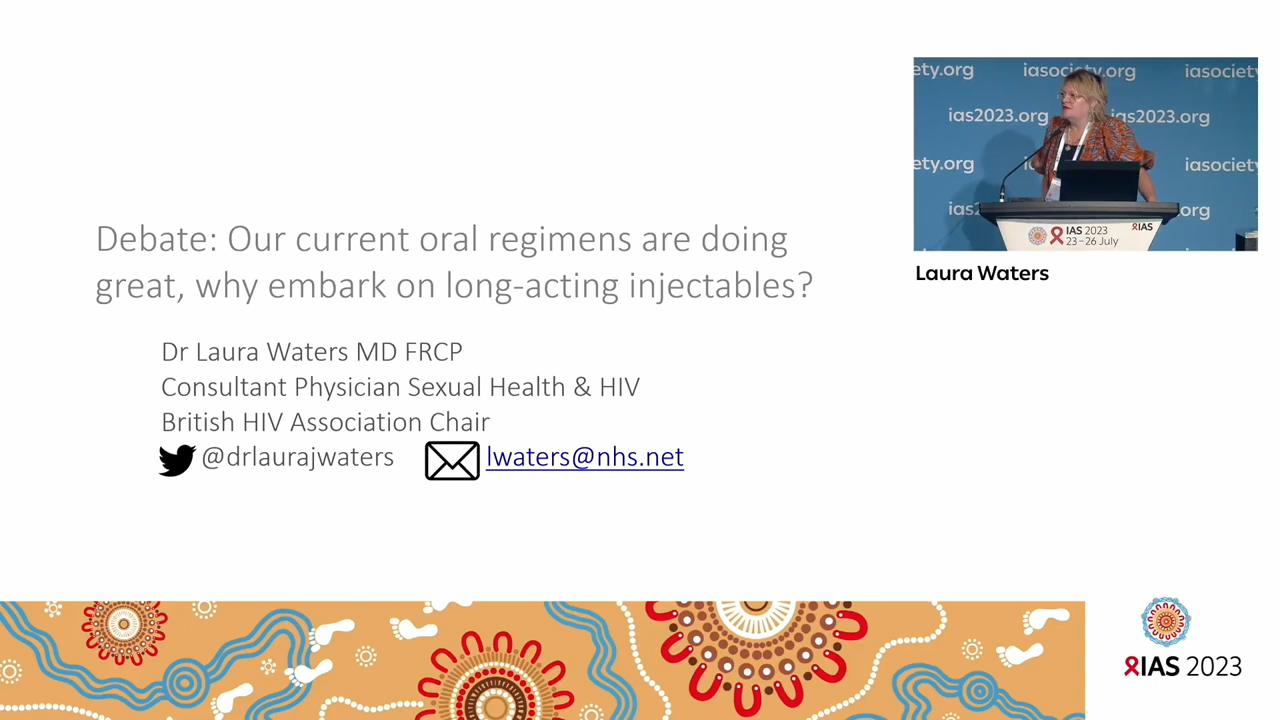 Debate: Our current oral regimens are doing
great, why embark on long-acting injectables?
Dr Laura Waters MD FRCP
Consultant Physician Sexual Health & HIV
British HIV Association Chair
@drlaurajwaters lwaters@nhs.net
ety.org iasociety.org iasociety
ias2023.org as2023.org
ety.org iasociety
ias2 org
IAS 2023
23–26 July
IAS
Laura Waters
IAS 2023